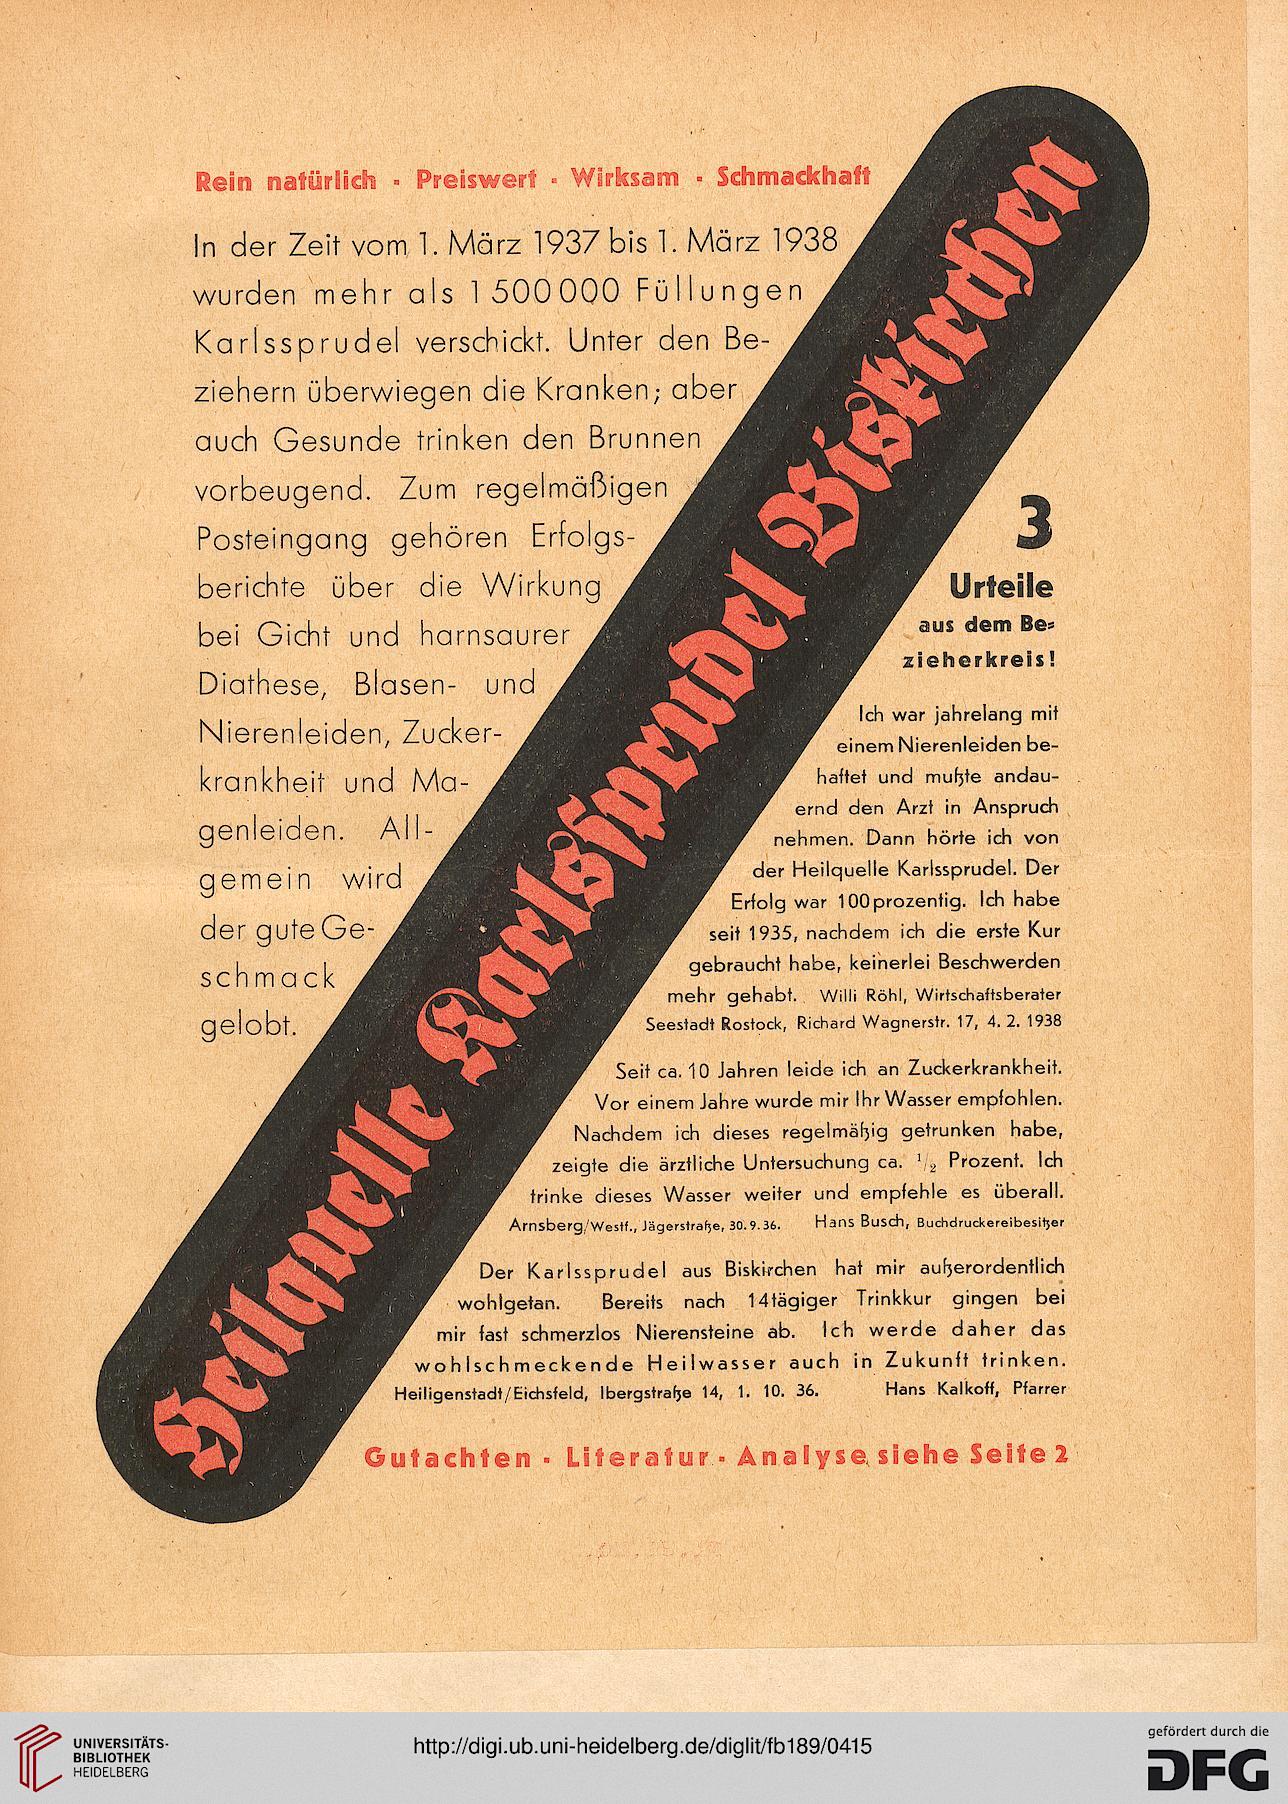 Rein natürlich · Preiswert · Wirksam · Schmackhaft
In der Zeit vom 1. März 1937 bis 1. März 1938
wurden mehr als 1 500 000 Füllungen
Karlssprudel verschickt. Unter den Be-
ziehern überwiegen die Kranken; aber
auch Gesunde trinken den Brunnen
vorbeugend. Zum regelmäßigen
Posteingang gehören Erfolgs-
berichte über die Wirkung
bei Gicht und harnsaurer
Diathese, Blasen- und
Nierenleiden, Zucker-
krankheit und Ma-
genleiden. All-
gemein wird
der gute Ge-
schmack
gelobt.
Heilquelle Karlssprudel Biskirchen
3
Urteile
aus dem Be-
zieherkreis!
Ich war jahrelang mit
einem Nierenleiden be-
haftet und mußte andau-
ernd den Arzt in Anspruch
nehmen. Dann hörte ich von
der Heilquelle Karlssprudel. Der
Erfolg war 100prozentig. Ich habe
seit 1935, nachdem ich die erste Kur
gebraucht habe, keinerlei Beschwerden
mehr gehabt. Willi Röhl, Wirtschaftsberater
Seestadt Rostock, Richard Wagnerstr. 17, 4. 2. 1938
Seit ca. 10 Jahren leide ich an Zuckerkrankheit.
Vor einem Jahre wurde mir Ihr Wasser empfohlen.
Nachdem ich dieses regelmäßig getrunken habe,
zeigte die ärztliche Untersuchung ca. ¹/₂ Prozent. Ich
trinke dieses Wasser weiter und empfehle es überall.
Arnsberg/Westf., Jägerstraße, 30. 9. 36. Hans Busch, Buchdruckereibesitzer
Der Karlssprudel aus Biskirchen hat mir außerordentlich
wohlgetan. Bereits nach 14tägiger Trinkkur gingen bei
mir fast schmerzlos Nierensteine ab. Ich werde daher das
wohlschmeckende Heilwasser auch in Zukunft trinken.
Heiligenstadt/Eichsfeld, Ibergstraße 14, 1. 10. 36. Hans Kalkoff, Pfarrer
Gutachten · Literatur · Analyse siehe Seite 2
UNIVERSITÄTS-
BIBLIOTHEK
HEIDELBERG
http://digi.ub.uni-heidelberg.de/diglit/fb189/0415
gefördert durch die
DFG